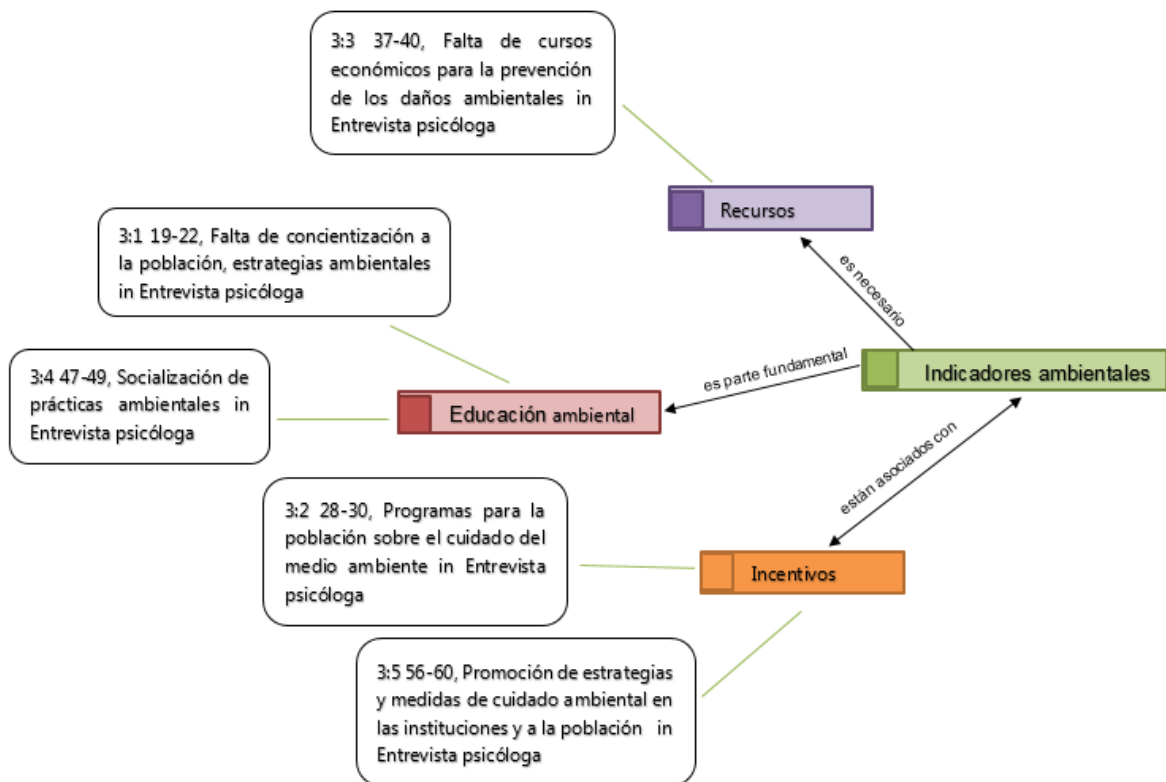 3:3 37-40, Falta de cursos
económicos para la prevención
de los daños ambientales in
Entrevista psicóloga
Recursos
3:1 19-22, Falta de concientización a
la población, estrategias ambientales
in Entrevista psicóloga
es necesario
3:4 47-49, Socialización de
prácticas ambientales in
Entrevista psicóloga
es parte fundamental
Indicadores ambientales
Educación ambiental
están asociados con
3:2 28-30, Programas para la
población sobre el cuidado del
medio ambiente in Entrevista
psicóloga
Incentivos
3:5 56-60, Promoción de estrategias
y medidas de cuidado ambiental en
las instituciones y a la población in
Entrevista psicóloga